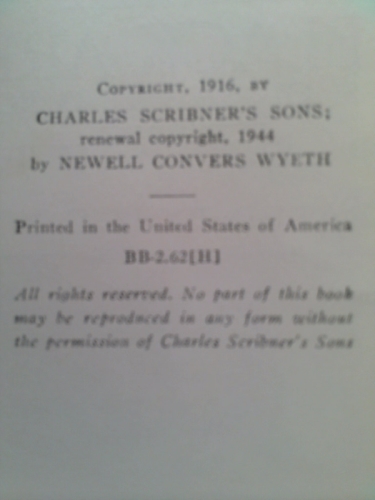 COPYRIGHT, 1916, BY
CHARLES SCRIBNER'S SONS;
renewal copyright, 1944
by NEWELL CONVERS WYETH
Printed in the United States of America
BB-2.62[H]
All rights reserved. No part of this book
may be reproduced in any form without
the permission of Charles Scribner's Sons